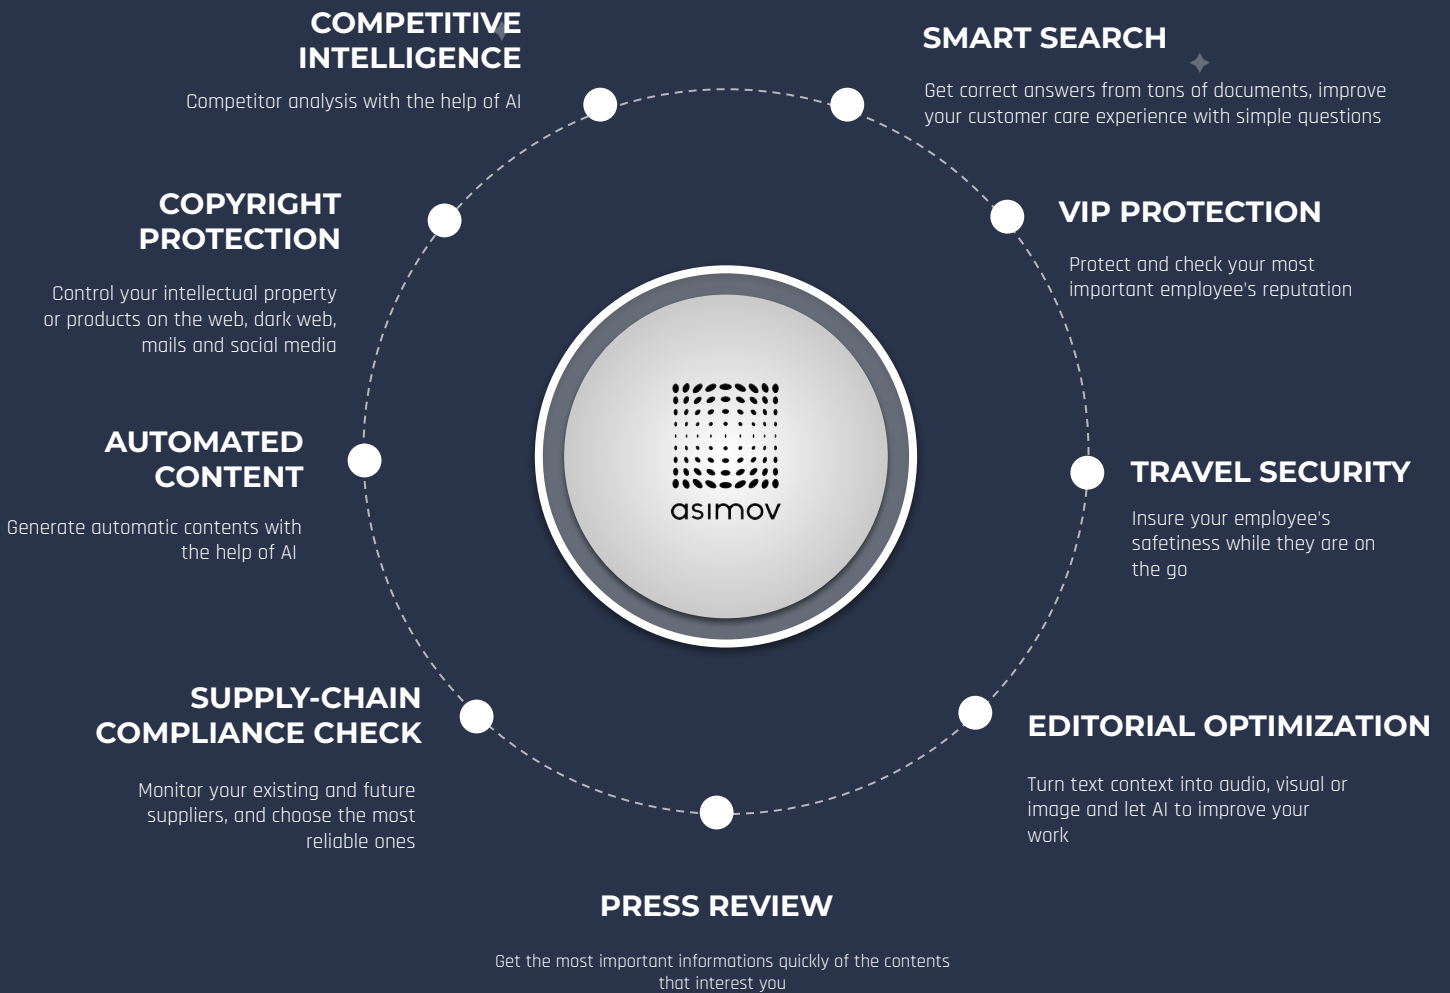 COMPETITIVE
INTELLIGENCE
Competitor analysis with the help of AI
SMART SEARCH
Get correct answers from tons of documents, improve
your customer care experience with simple questions
COPYRIGHT
PROTECTION
Control your intellectual property
or products on the web, dark web,
mails and social media
VIP PROTECTION
Protect and check your most
important employee's reputation
AUTOMATED
CONTENT
Generate automatic contents with
the help of AI
asimov
TRAVEL SECURITY
Insure your employee's
safetiness while they are on
the go
SUPPLY-CHAIN
COMPLIANCE CHECK
Monitor your existing and future
suppliers, and choose the most
reliable ones
EDITORIAL OPTIMIZATION
Turn text context into audio, visual or
image and let AI to improve your
work
PRESS REVIEW
Get the most important informations quickly of the contents
that interest you